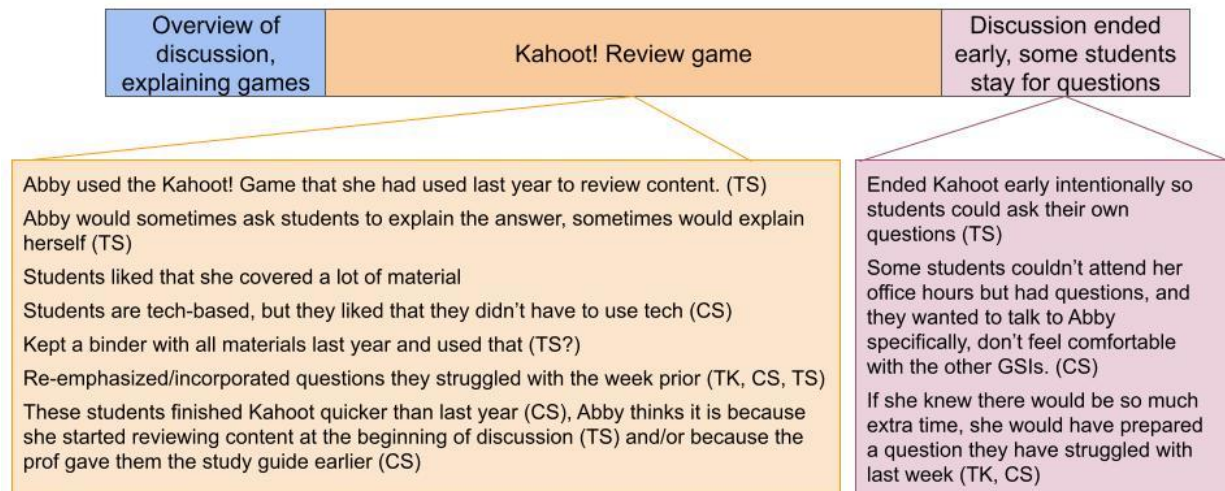 Overview of
discussion,
explaining games
Kahoot! Review game
Discussion ended
early, some students
stay for questions
Abby used the Kahoot! Game that she had used last year to review content. (TS)
Abby would sometimes ask students to explain the answer, sometimes would explain
herself (TS)
Students liked that she covered a lot of material
Students are tech-based, but they liked that they didn’t have to use tech (CS)
Kept a binder with all materials last year and used that (TS?)
Re-emphasized/incorporated questions they struggled with the week prior (TK, CS, TS)
These students finished Kahoot quicker than last year (CS), Abby thinks it is because
she started reviewing content at the beginning of discussion (TS) and/or because the
prof gave them the study guide earlier (CS)
Ended Kahoot early intentionally so
students could ask their own
questions (TS)
Some students couldn’t attend her
office hours but had questions, and
they wanted to talk to Abby
specifically, don’t feel comfortable
with the other GSIs. (CS)
If she knew there would be so much
extra time, she would have prepared
a question they have struggled with
last week (TK, CS)